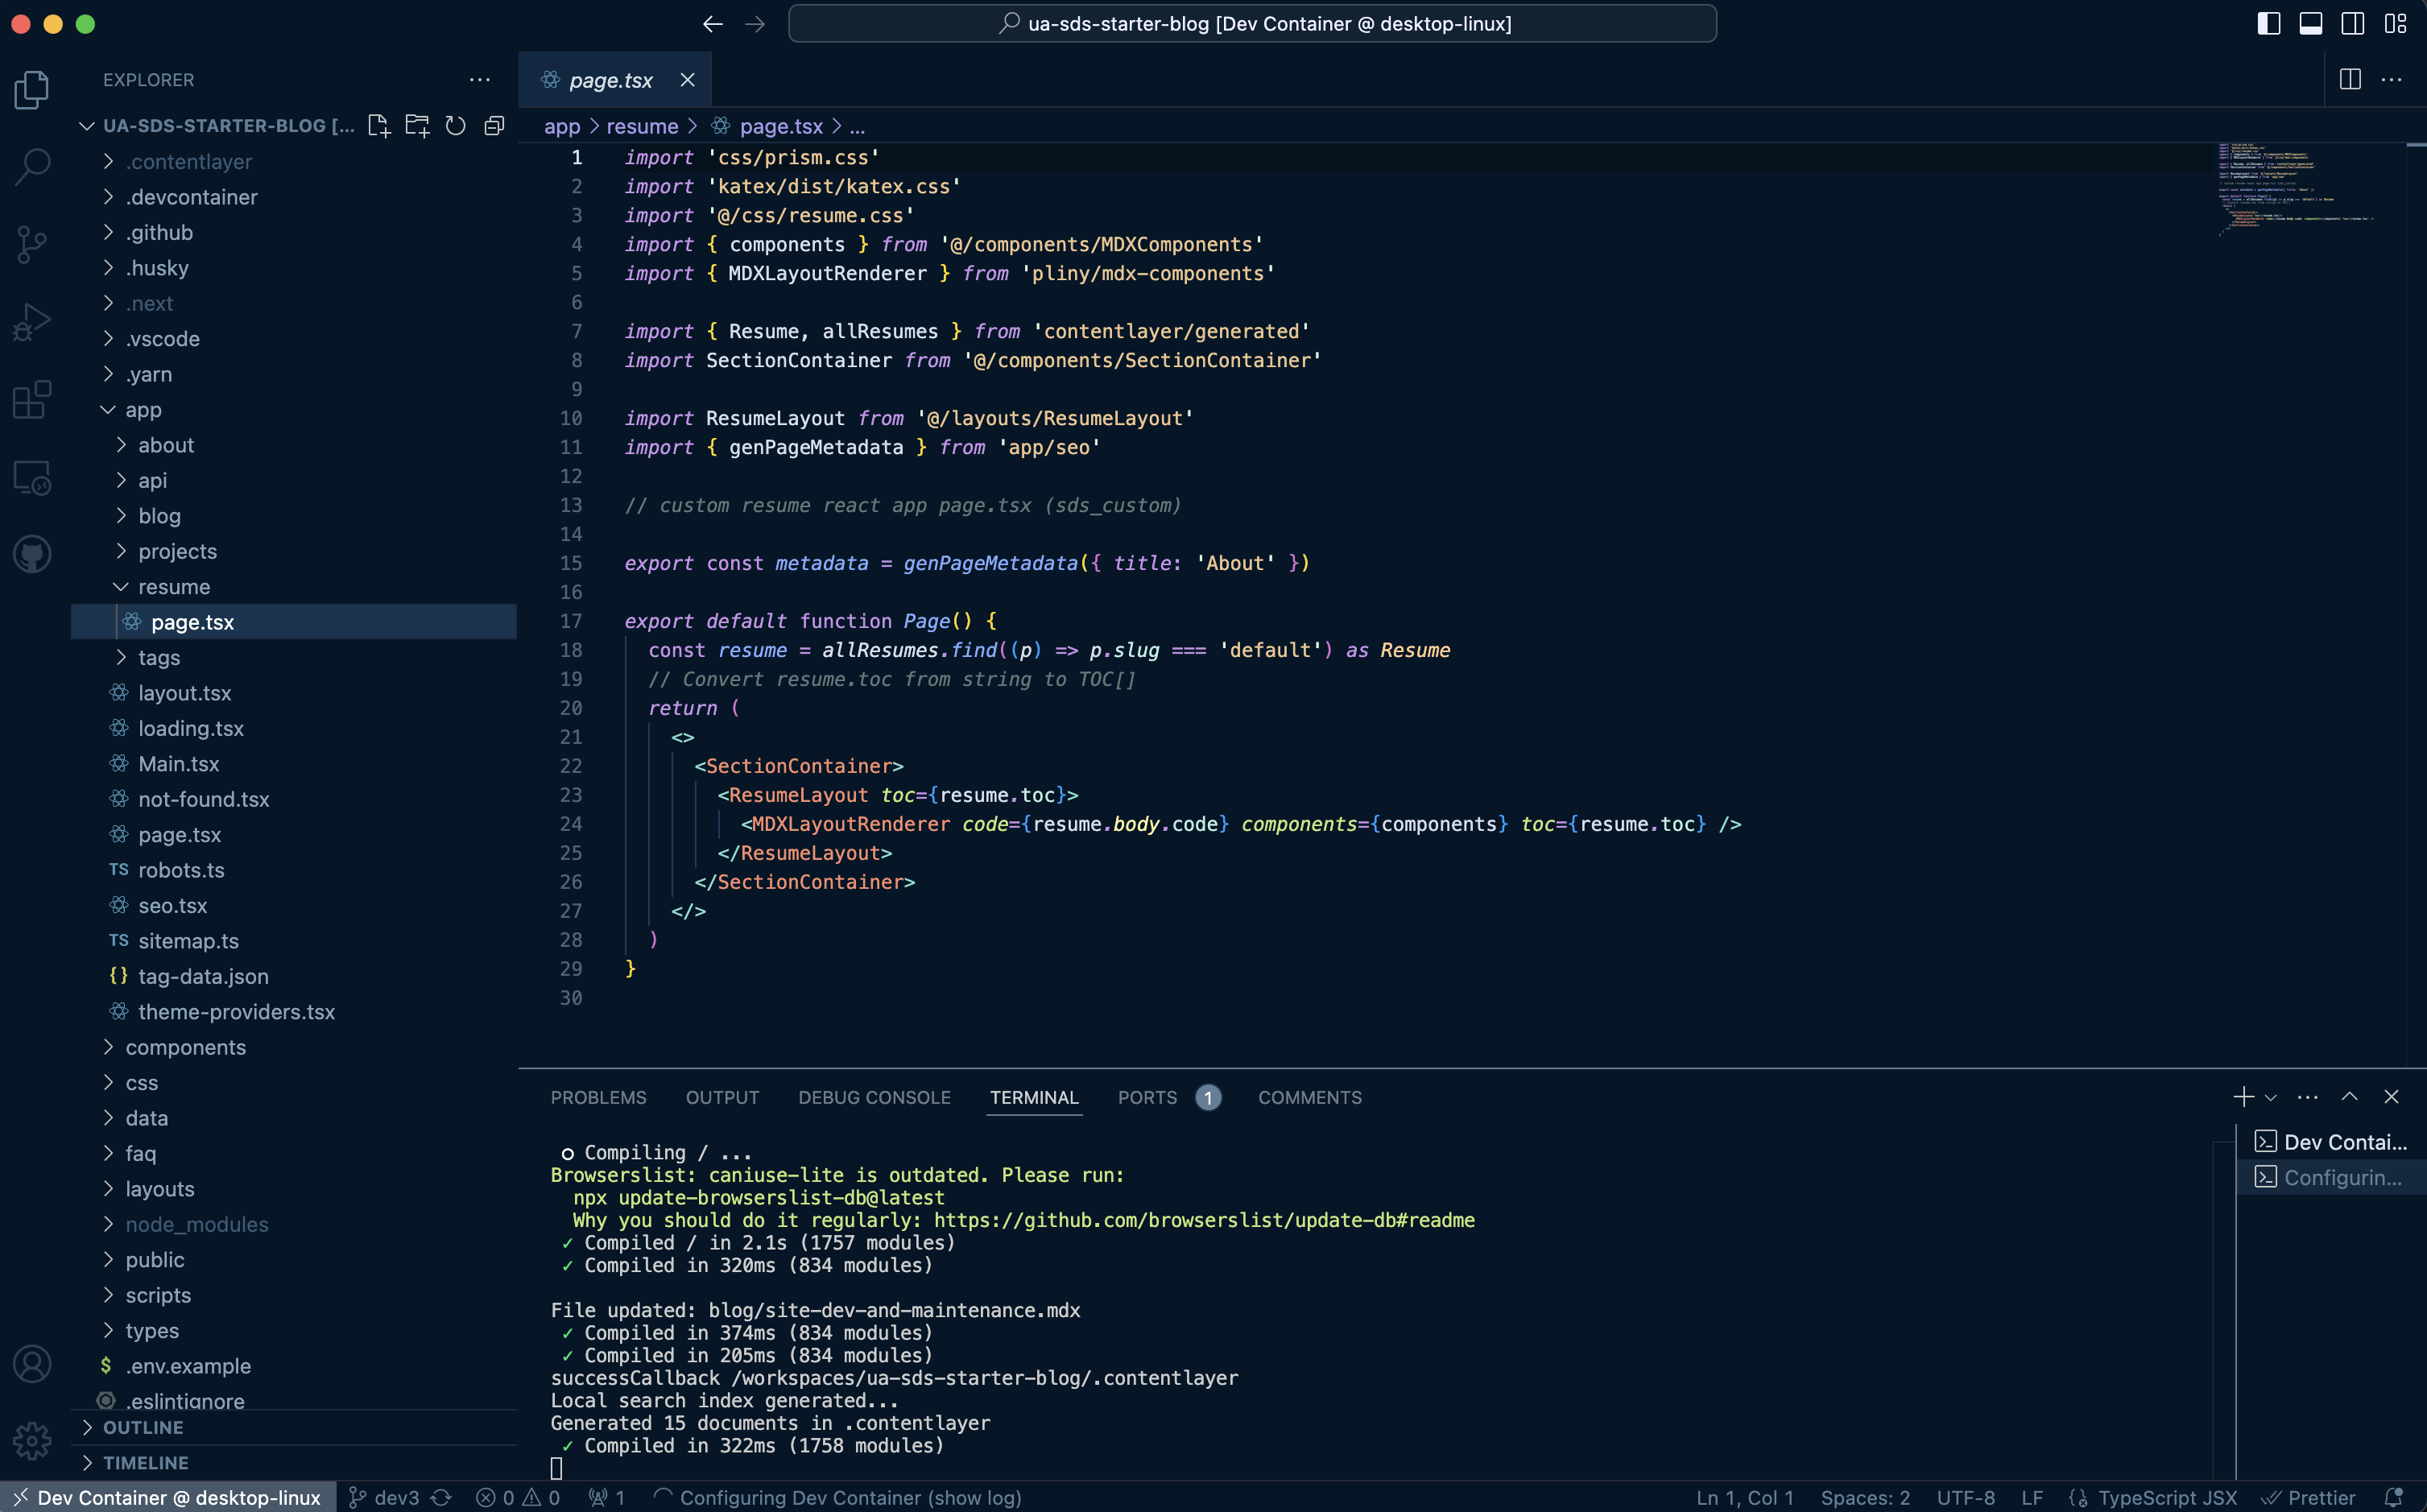 ua-sds-starter-blog [Dev Container @ desktop-linux]
EXPLORER
UA-SDS-STARTER-BLOG [...
.contentlayer
.devcontainer
.github
.husky
.next
.vscode
.yarn
app
about
api
blog
projects
resume
page.tsx
tags
layout.tsx
loading.tsx
Main.tsx
not-found.tsx
page.tsx
TS robots.ts
seo.tsx
TS sitemap.ts
{} tag-data.json
theme-providers.tsx
components
css
data
faq
layouts
node_modules
public
scripts
types
$ .env.example
.eslintignore
OUTLINE
TIMELINE
page.tsx
app > resume > page.tsx > ...
1 import 'css/prism.css'
2 import 'katex/dist/katex.css'
3 import '@/css/resume.css'
4 import { components } from '@/components/MDXComponents'
5 import { MDXLayoutRenderer } from 'pliny/mdx-components'
6
7 import { Resume, allResumes } from 'contentlayer/generated'
8 import SectionContainer from '@/components/SectionContainer'
9
10 import ResumeLayout from '@/layouts/ResumeLayout'
11 import { genPageMetadata } from 'app/seo'
12
13 // custom resume react app page.tsx (sds_custom)
14
15 export const metadata = genPageMetadata({ title: 'About' })
16
17 export default function Page() {
18 const resume = allResumes.find((p) => p.slug === 'default') as Resume
19 // Convert resume.toc from string to TOC[]
20 return (
21 <>
22 <SectionContainer>
23 <ResumeLayout toc={resume.toc}>
24 <MDXLayoutRenderer code={resume.body.code} components={components} toc={resume.toc} />
25 </ResumeLayout>
26 </SectionContainer>
27 </>
28 )
29 }
30
PROBLEMS OUTPUT DEBUG CONSOLE TERMINAL PORTS 1 COMMENTS
Compiling / ...
Browserslist: caniuse-lite is outdated. Please run:
npx update-browserslist-db@latest
Why you should do it regularly: https://github.com/browserslist/update-db#readme
✓ Compiled / in 2.1s (1757 modules)
✓ Compiled in 320ms (834 modules)
File updated: blog/site-dev-and-maintenance.mdx
✓ Compiled in 374ms (834 modules)
✓ Compiled in 205ms (834 modules)
successCallback /workspaces/ua-sds-starter-blog/.contentlayer
Local search index generated...
Generated 15 documents in .contentlayer
✓ Compiled in 322ms (1758 modules)
Dev Contai...
Configurin...
Dev Container @ desktop-linux dev3 0 0 1 Configuring Dev Container (show log) Ln 1, Col 1 Spaces: 2 UTF-8 LF {} TypeScript JSX Prettier